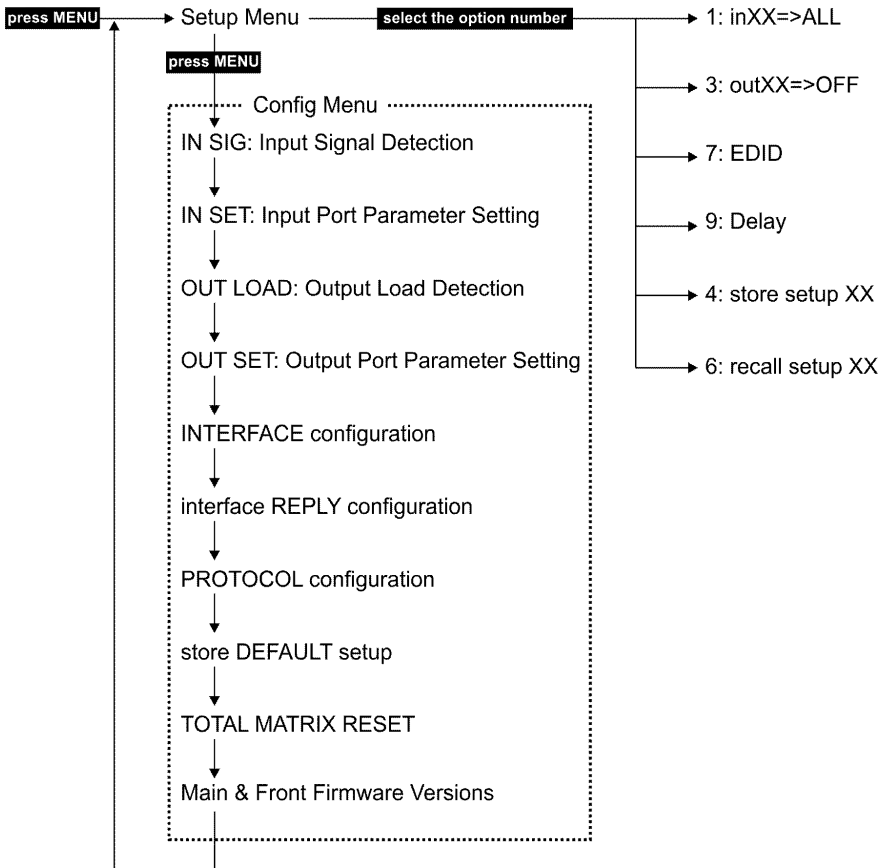 press MENU
Setup Menu
select the option number
1: inXX=>ALL
press MENU
3: outXX=>OFF
Config Menu
IN SIG: Input Signal Detection
7: EDID
IN SET: Input Port Parameter Setting
9: Delay
OUT LOAD: Output Load Detection
4: store setup XX
OUT SET: Output Port Parameter Setting
6: recall setup XX
INTERFACE configuration
interface REPLY configuration
PROTOCOL configuration
store DEFAULT setup
TOTAL MATRIX RESET
Main & Front Firmware Versions